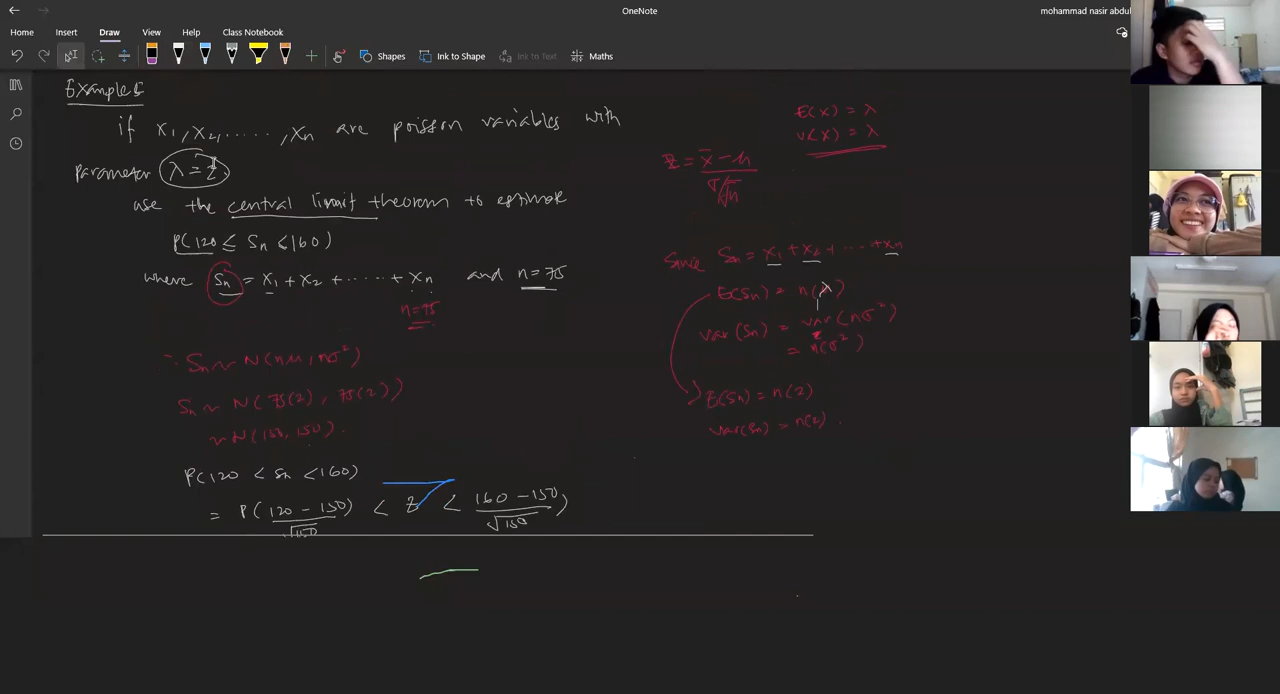 OneNote
mohammad nasir abdul
Home Insert Draw View Help Class Notebook
Shapes Ink to Shape Ink to Text Maths
Examples
if X1, X2, ......, Xn are poisson variables with
parameter λ = 2.
use the central limit theorem to estimate
P(120 ≤ Sn ≤ 160)
where Sn = X1 + X2 + ...... + Xn and n = 75
n = 75
∴ Sn ~ N(nμ, nσ²)
Sn ~ N(75(2), 75(2))
~ N(150, 150).
P(120 < Sn < 160)
= P(120 - 150/√150 < Z < 160 - 150/√150)
E(X) = λ
V(X) = λ
Z = x̄ - μ
σ/√n
Since Sn = X1 + X2 + ...... + Xn
E(Sn) = n(λ)
var(Sn) = var(nσ²)
= n(σ²)
E(Sn) = n(2)
var(Sn) = n(2).